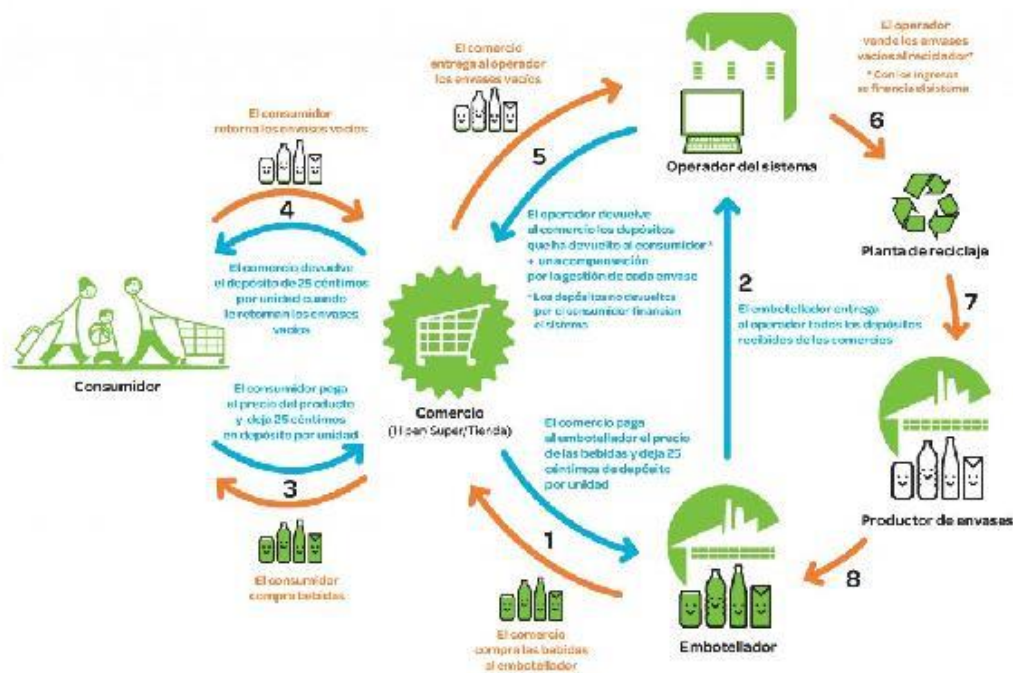 El comercio
entrega al operador
los envases vacíos
El operador
vende los envases
vacíos al reciclador*
* Con los ingresos
se financia el sistema
El consumidor
retorna los envases vacíos
6
5
Operador del sistema
4
El operador devuelve
al comercio los depósitos
que ha devuelto al consumidor*
+ una compensación
por la gestión de cada envase
* Los depósitos no devueltos
por el consumidor financian
el sistema
Planta de reciclaje
El comercio devuelve
el depósito de 25 céntimos
por unidad cuando
le retornan los envases
vacíos
2
7
El embotellador entrega
al operador todos los depósitos
recibidos de los comercios
Consumidor
El consumidor paga
el precio del producto
y deja 25 céntimos
en depósito por unidad
Comercio
(Hiper/Super/Tienda)
El comercio paga
al embotellador el precio
de las bebidas y deja 25
céntimos de depósito
por unidad
3
Productor de envases
1
8
El consumidor
compra bebidas
El comercio
compra las bebidas
al embotellador
Embotellador